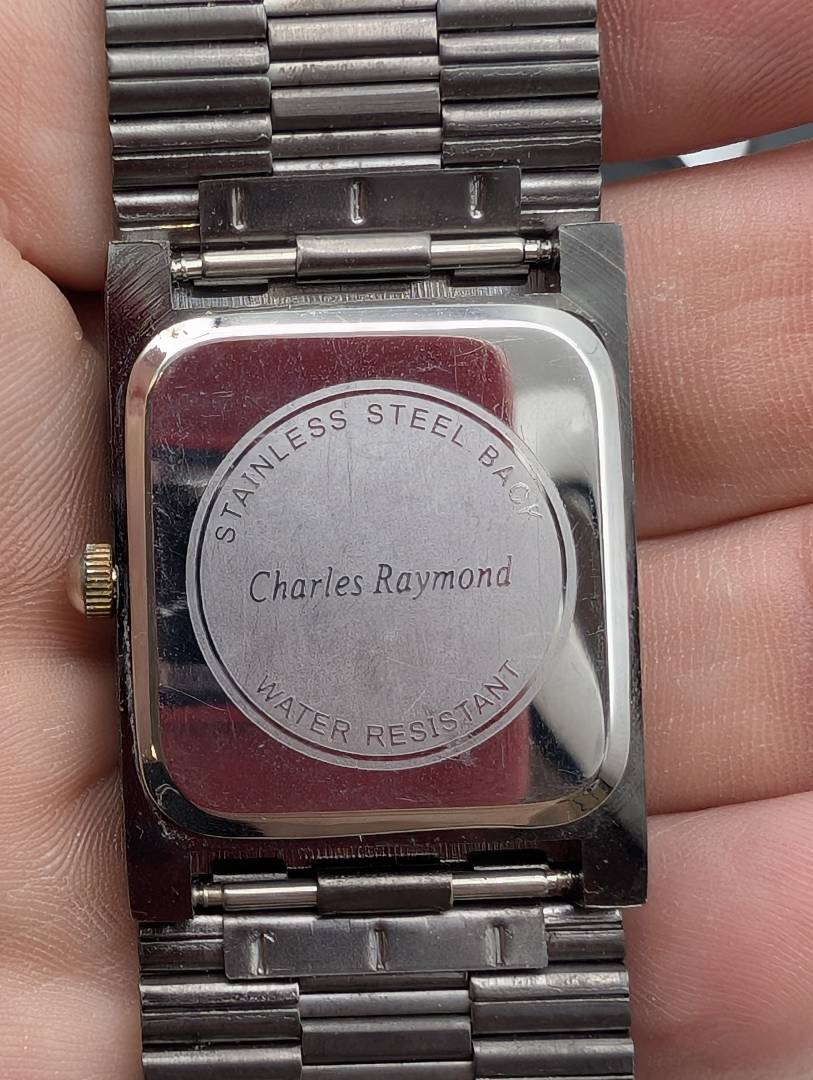 STAINLESS STEEL BACK
Charles Raymond
WATER RESISTANT